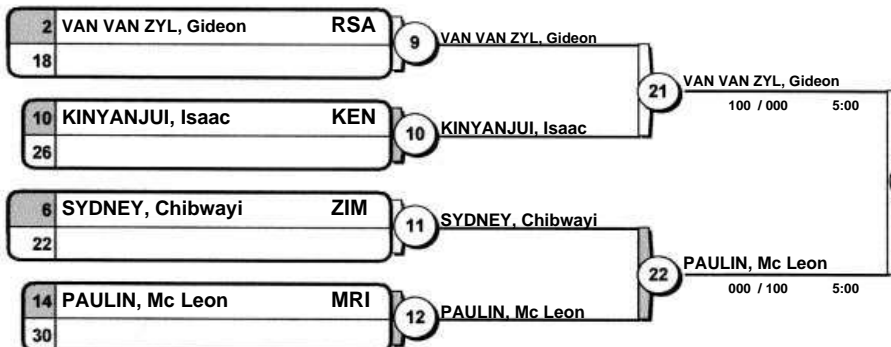 2 VAN VAN ZYL, Gideon RSA
18
9 VAN VAN ZYL, Gideon
10 KINYANJUI, Isaac KEN
26
10 KINYANJUI, Isaac
21 VAN VAN ZYL, Gideon
100 / 000 5:00
6 SYDNEY, Chibwayi ZIM
22
11 SYDNEY, Chibwayi
14 PAULIN, Mc Leon MRI
30
12 PAULIN, Mc Leon
22 PAULIN, Mc Leon
000 / 100 5:00